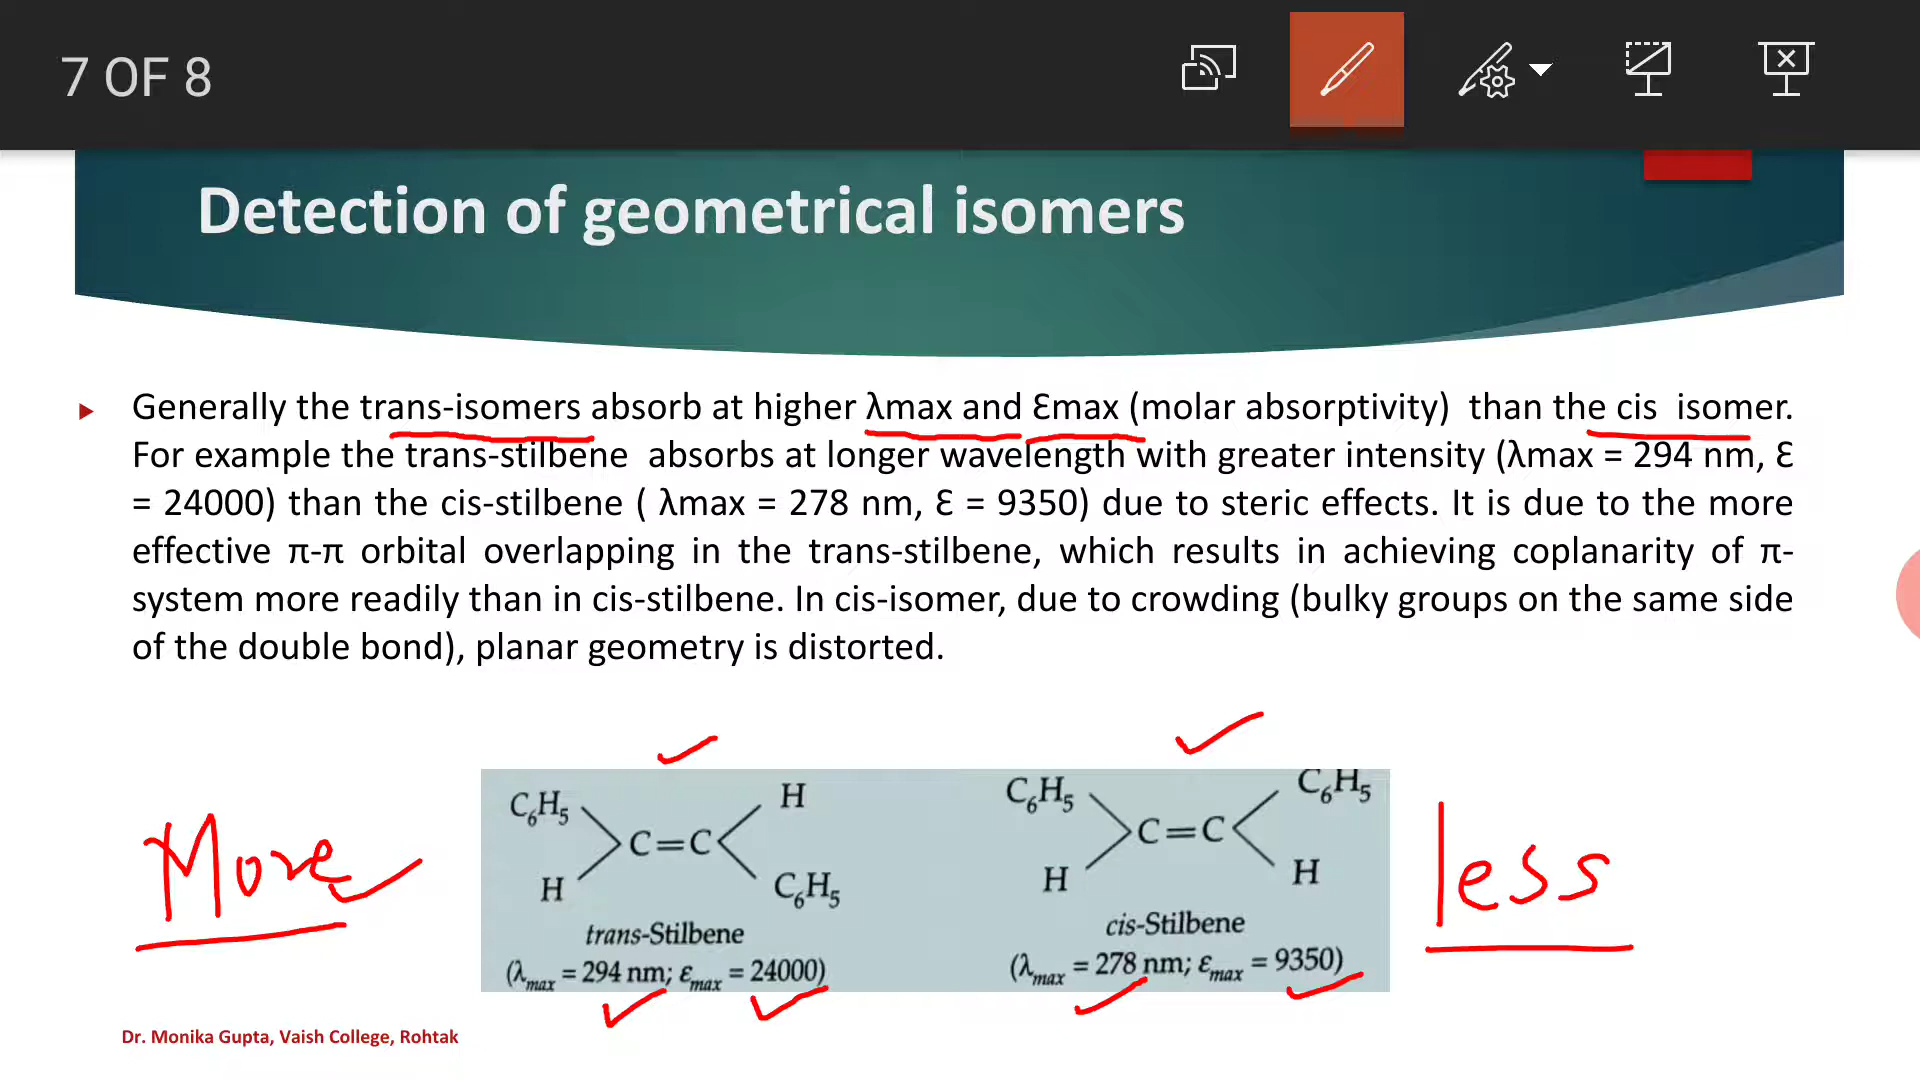 7 OF 8
Detection of geometrical isomers
Generally the trans-isomers absorb at higher λmax and Ɛmax (molar absorptivity) than the cis isomer.
For example the trans-stilbene absorbs at longer wavelength with greater intensity (λmax = 294 nm, Ɛ
= 24000) than the cis-stilbene ( λmax = 278 nm, Ɛ = 9350) due to steric effects. It is due to the more
effective π-π orbital overlapping in the trans-stilbene, which results in achieving coplanarity of π-
system more readily than in cis-stilbene. In cis-isomer, due to crowding (bulky groups on the same side
of the double bond), planar geometry is distorted.
More
C₆H₅ H
C=C
H C₆H₅
trans-Stilbene
(λmax = 294 nm; εmax = 24000)
C₆H₅ C₆H₅
C=C
H H
cis-Stilbene
(λmax = 278 nm; εmax = 9350)
less
Dr. Monika Gupta, Vaish College, Rohtak